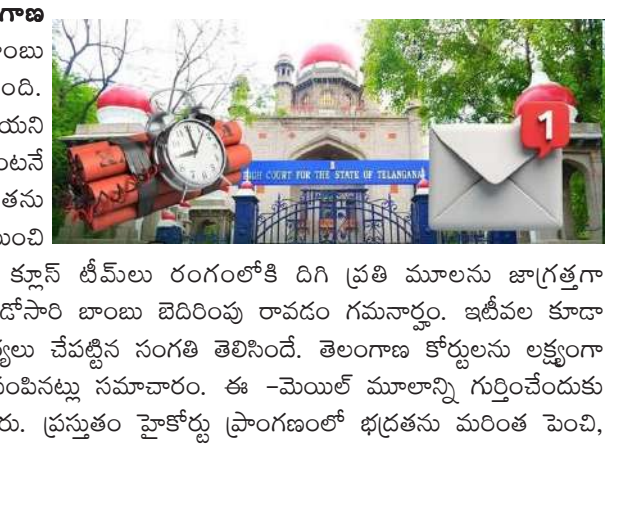 గాణ
ంబు
ంది.
యని
ంటనే
తను
ుంచి
1
HIGH COURT FOR THE STATE OF TELANGANA
క్లూస్ టీమ్‌లు రంగంలోకి దిగి ప్రతి మూలను జాగ్రత్తగా
డోసారి బాంబు బెదిరింపు రావడం గమనార్హం. ఇటీవల కూడా
్యలు చేపట్టిన సంగతి తెలిసిందే. తెలంగాణ కోర్టులను లక్ష్యంగా
ంపినట్లు సమాచారం. ఈ -మెయిల్ మూలాన్ని గుర్తించేందుకు
రు. ప్రస్తుతం హైకోర్టు ప్రాంగణంలో భద్రతను మరింత పెంచి,